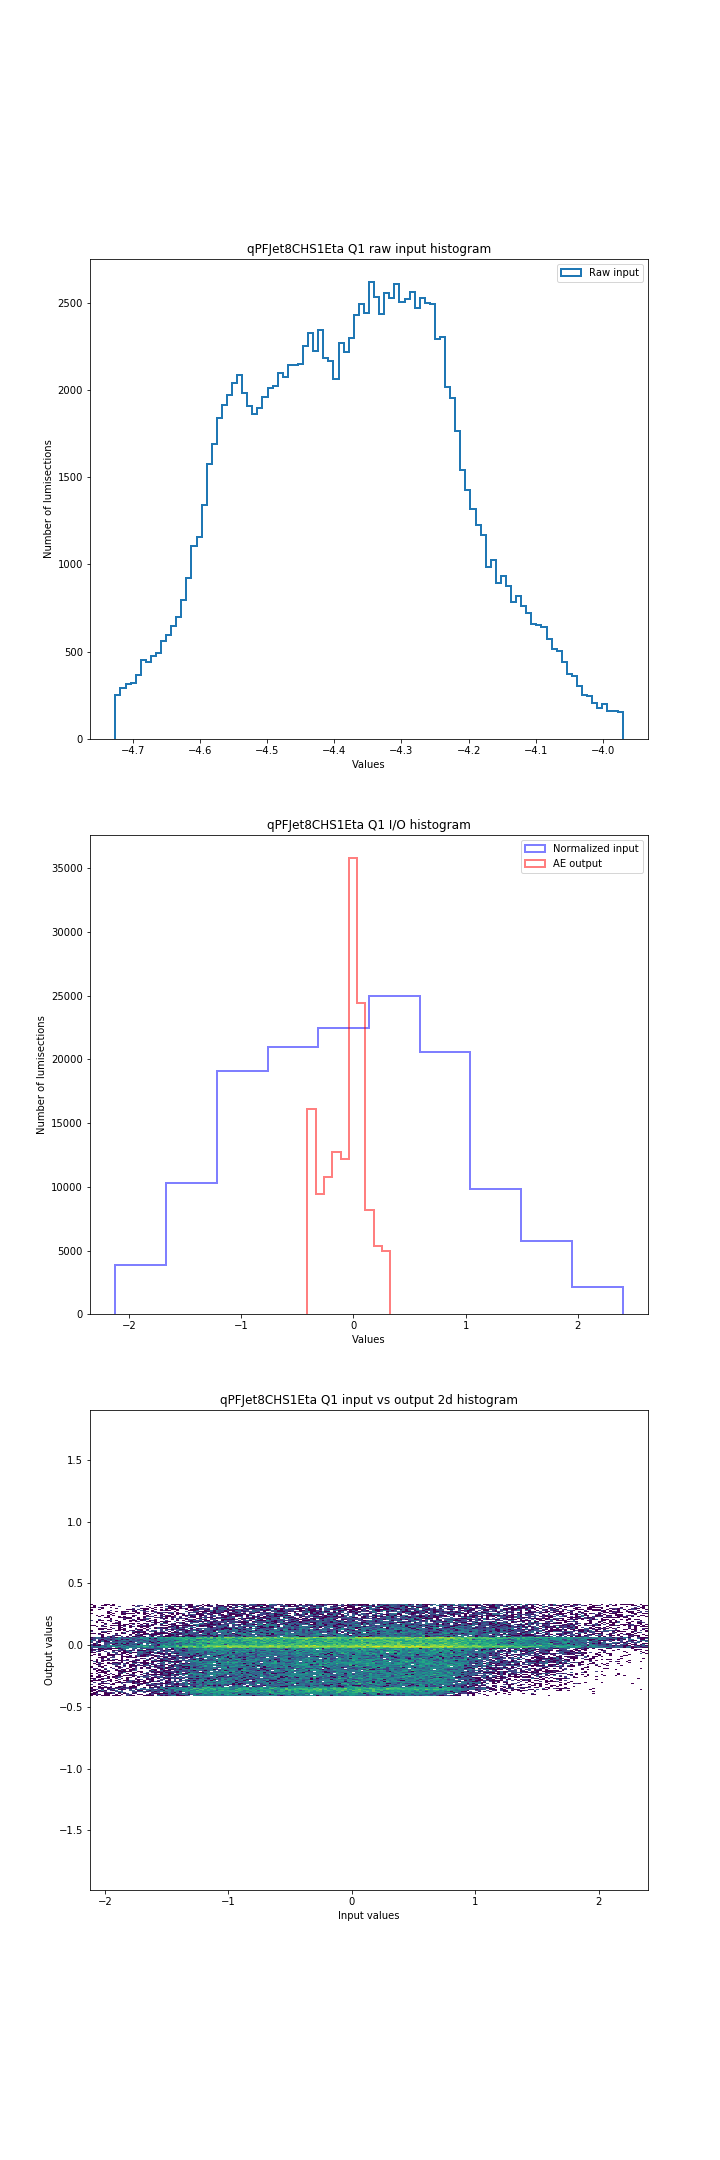 qPFJet8CHS1Eta Q1 raw input histogram
Raw input
2500
2000
1500
1000
500
0
Number of lumisections
−4.7 −4.6 −4.5 −4.4 −4.3 −4.2 −4.1 −4.0
Values
qPFJet8CHS1Eta Q1 I/O histogram
Normalized input
AE output
35000
30000
25000
20000
15000
10000
5000
0
Number of lumisections
−2 −1 0 1 2
Values
qPFJet8CHS1Eta Q1 input vs output 2d histogram
1.5
1.0
0.5
0.0
−0.5
−1.0
−1.5
Output values
−2 −1 0 1 2
Input values